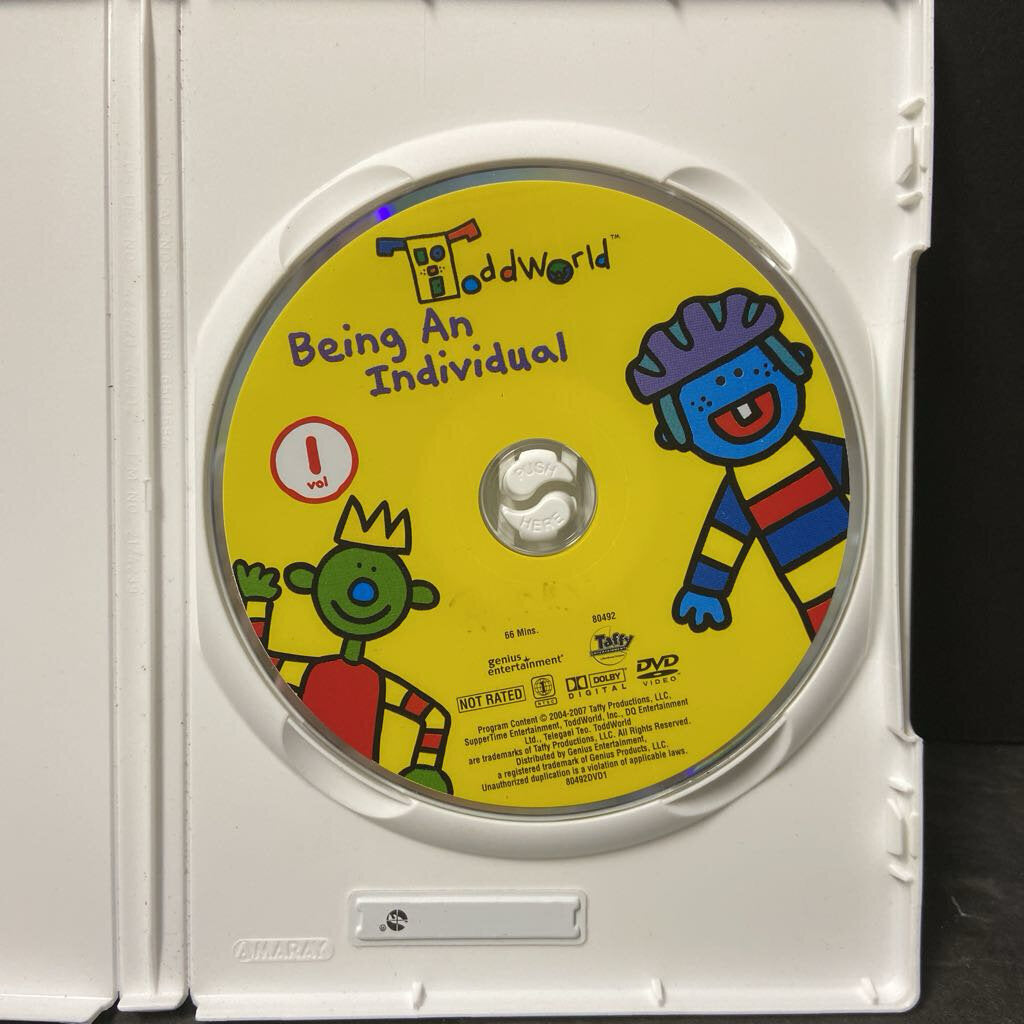 ToddWorld™
Being An
Individual
1
vol
PUSH
HERE
80492
66 Mins.
Taffy
genius
entertainment
NOT RATED
NTSC
DOLBY
DIGITAL
DVD
VIDEO™
Program Content © 2004-2007 Taffy Productions, LLC,
SupperTime Entertainment, ToddWorld, Inc., DQ Entertainment
Ltd., Telegael Teo. ToddWorld
are trademarks of Taffy Productions, LLC. All Rights Reserved.
Distributed by Genius Entertainment,
a registered trademark of Genius Products, LLC.
Unauthorized duplication is a violation of applicable laws.
80492DVD1
AMARAY